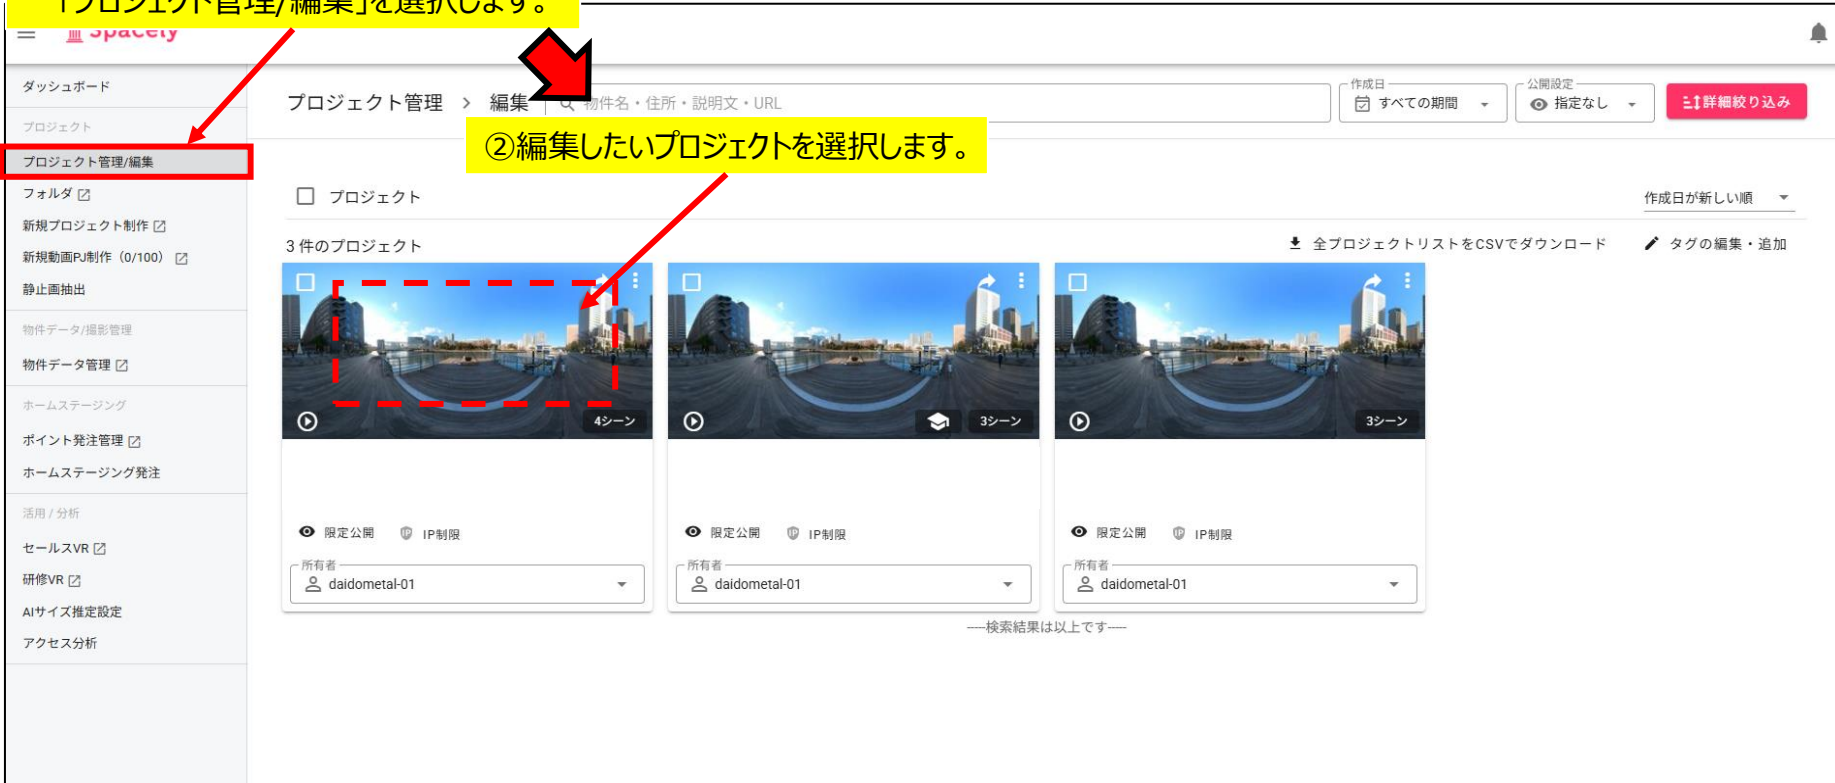 「プロジェクト管理/編集」を選択します。
Spacely
ダッシュボード
プロジェクト管理 > 編集
物件名・住所・説明文・URL
作成日
すべての期間
公開設定
指定なし
詳細絞り込み
②編集したいプロジェクトを選択します。
プロジェクト
プロジェクト管理/編集
フォルダ
新規プロジェクト制作
新規動画PJ制作（0/100）
静止画抽出
物件データ/撮影管理
物件データ管理
ホームステージング
ポイント発注管理
ホームステージング発注
活用 / 分析
セールスVR
研修VR
AIサイズ推定設定
アクセス分析
プロジェクト
作成日が新しい順
3 件のプロジェクト
全プロジェクトリストをCSVでダウンロード
タグの編集・追加
4シーン
3シーン
3シーン
限定公開 IP制限
限定公開 IP制限
限定公開 IP制限
所有者
daidometal-01
所有者
daidometal-01
所有者
daidometal-01
-----検索結果は以上です-----